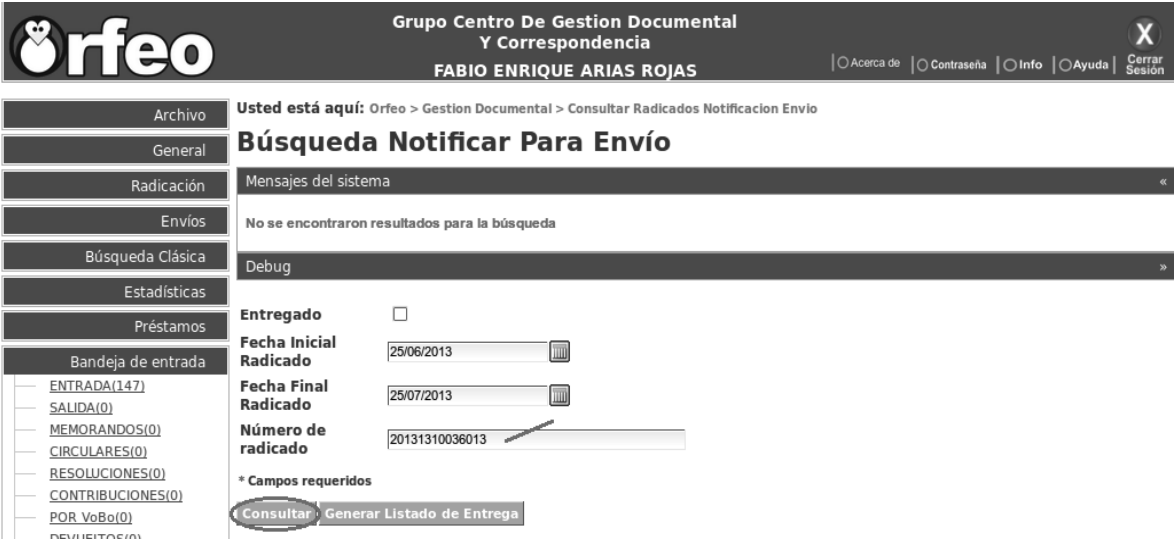 Orfeo
Grupo Centro De Gestion Documental
Y Correspondencia
FABIO ENRIQUE ARIAS ROJAS
Acerca de | Contraseña | Info | Ayuda |
X
Cerrar
Sesión
Archivo
General
Radicación
Envíos
Búsqueda Clásica
Estadísticas
Préstamos
Bandeja de entrada
ENTRADA(147)
SALIDA(0)
MEMORANDOS(0)
CIRCULARES(0)
RESOLUCIONES(0)
CONTRIBUCIONES(0)
POR VoBo(0)
DEVUELTOS(0)
Usted está aquí: Orfeo > Gestion Documental > Consultar Radicados Notificacion Envio
Búsqueda Notificar Para Envío
Mensajes del sistema «
No se encontraron resultados para la búsqueda
Debug »
Entregado
Fecha Inicial
Radicado
25/06/2013
Fecha Final
Radicado
25/07/2013
Número de
radicado
20131310036013
* Campos requeridos
Consultar Generar Listado de Entrega